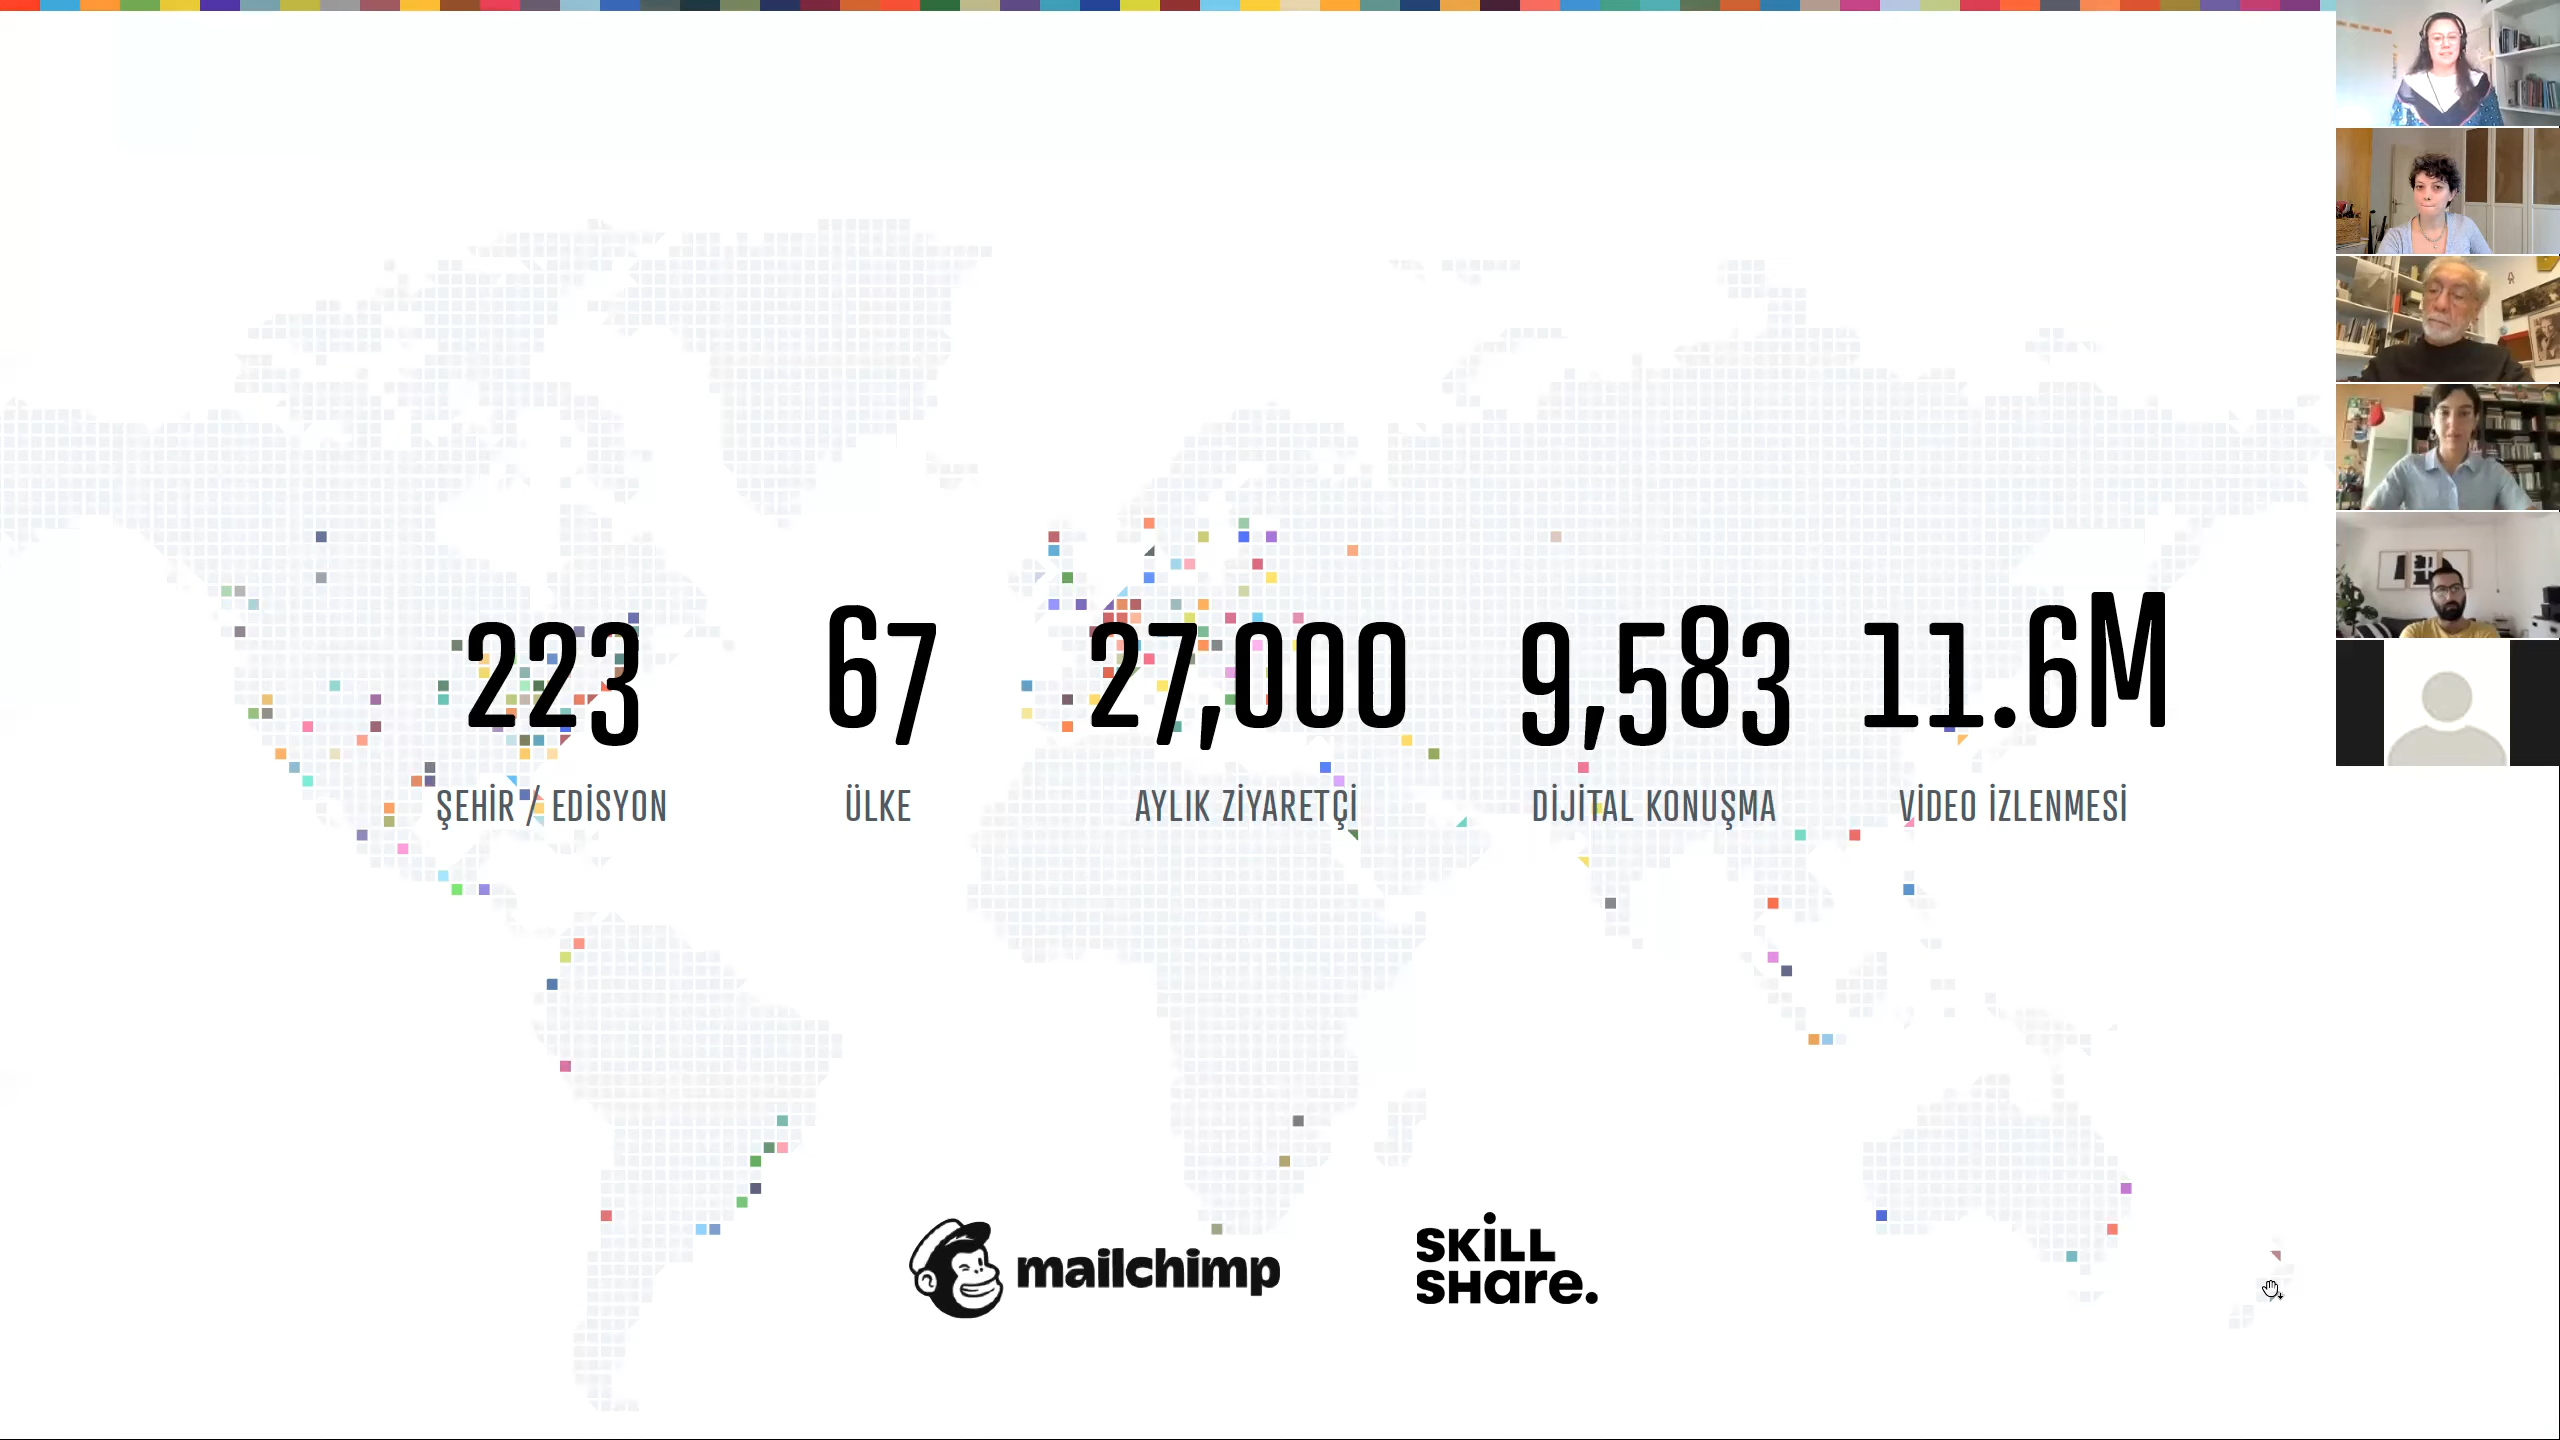 223
ŞEHİR / EDİSYON
67
ÜLKE
27,000
AYLIK ZİYARETÇİ
9,583
DİJİTAL KONUŞMA
11.6M
VİDEO İZLENMESİ
mailchimp
SKILL
SHare.